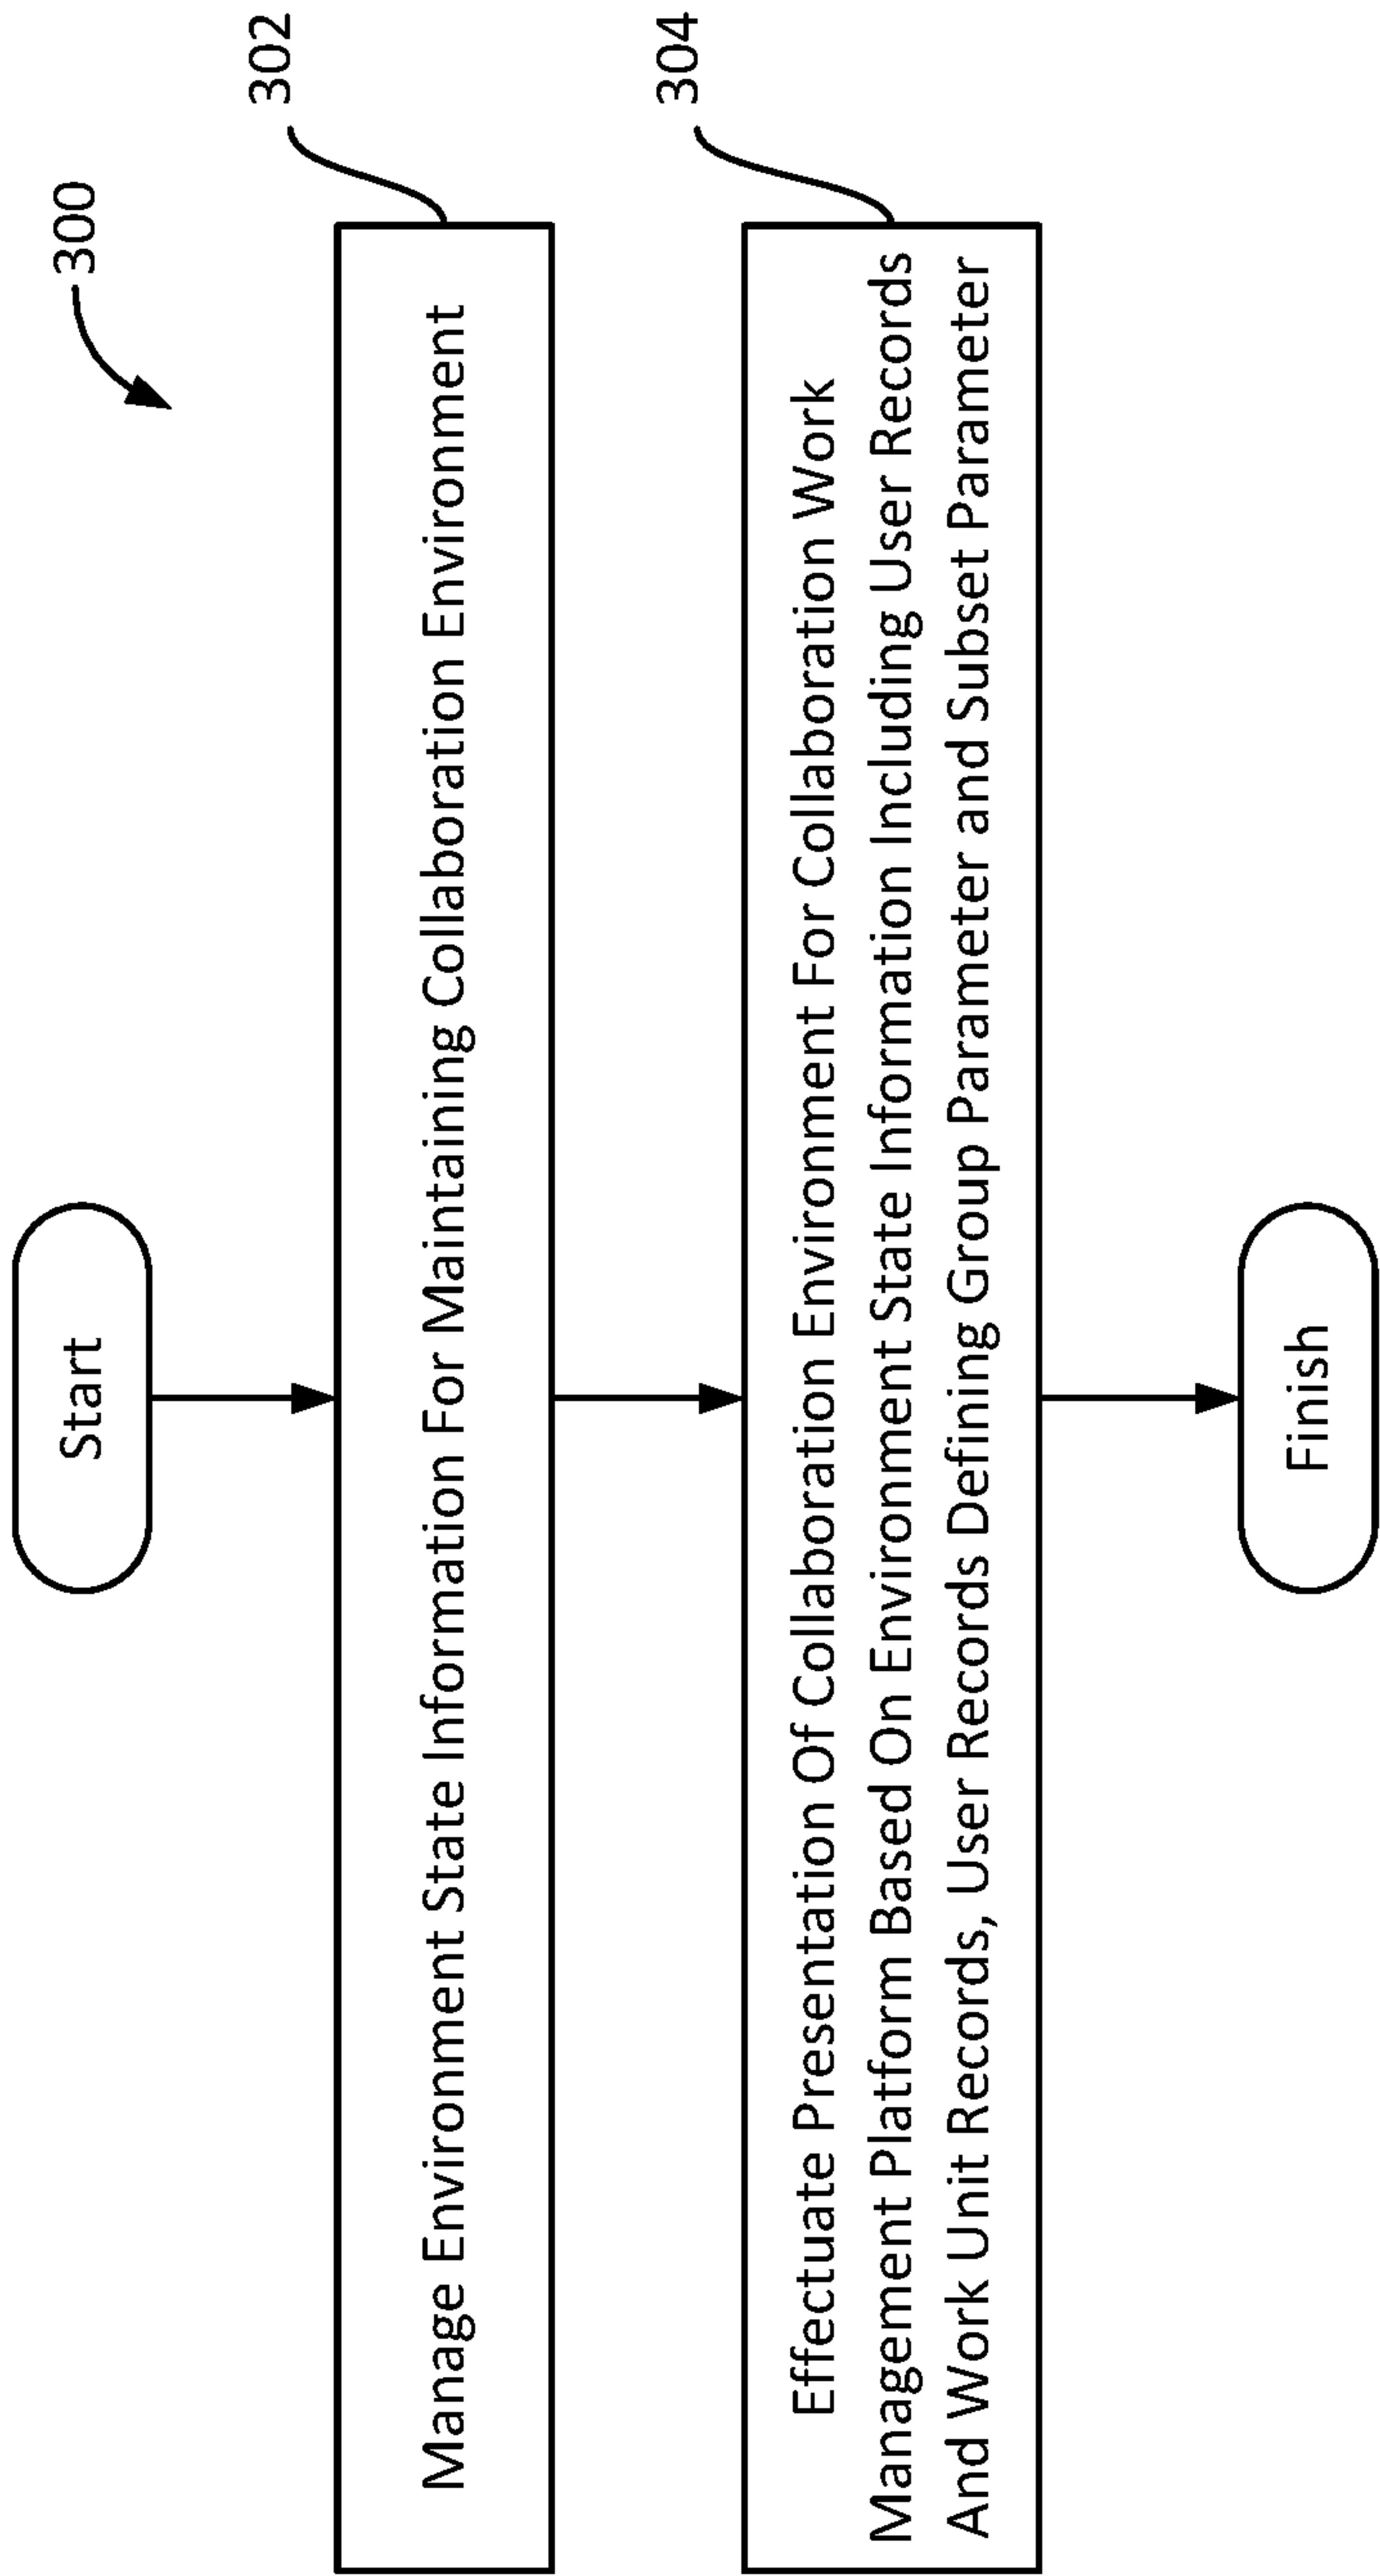 300
Start
302
Manage Environment State Information For Maintaining Collaboration Environment
304
Effectuate Presentation Of Collaboration Environment For Collaboration Work
Management Platform Based On Environment State Information Including User Records
And Work Unit Records, User Records Defining Group Parameter and Subset Parameter
Finish